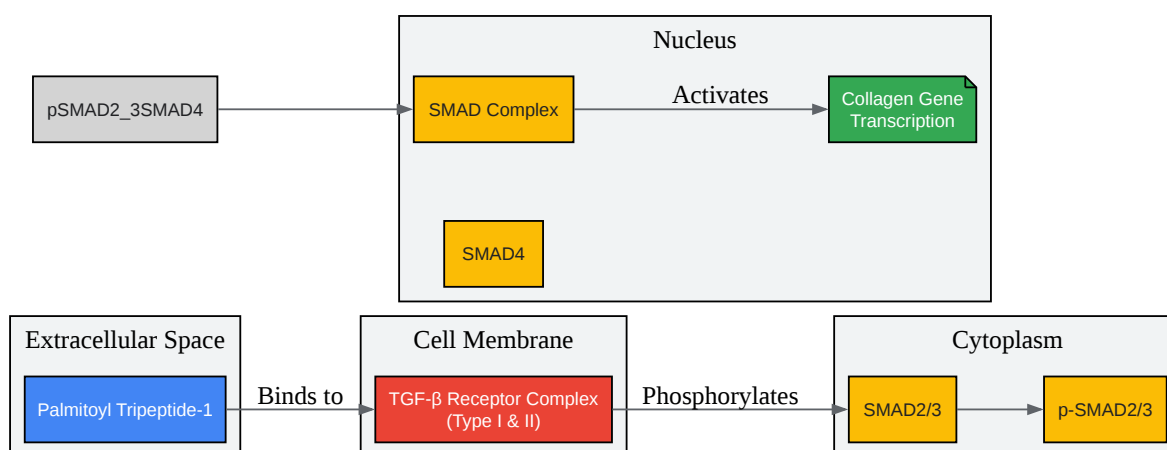 Nucleus
pSMAD2_3SMAD4
SMAD Complex
Activates
Collagen Gene
Transcription
SMAD4
Extracellular Space
Cell Membrane
Cytoplasm
Palmitoyl Tripeptide-1
Binds to
TGF-β Receptor Complex
(Type I & II)
Phosphorylates
SMAD2/3
p-SMAD2/3